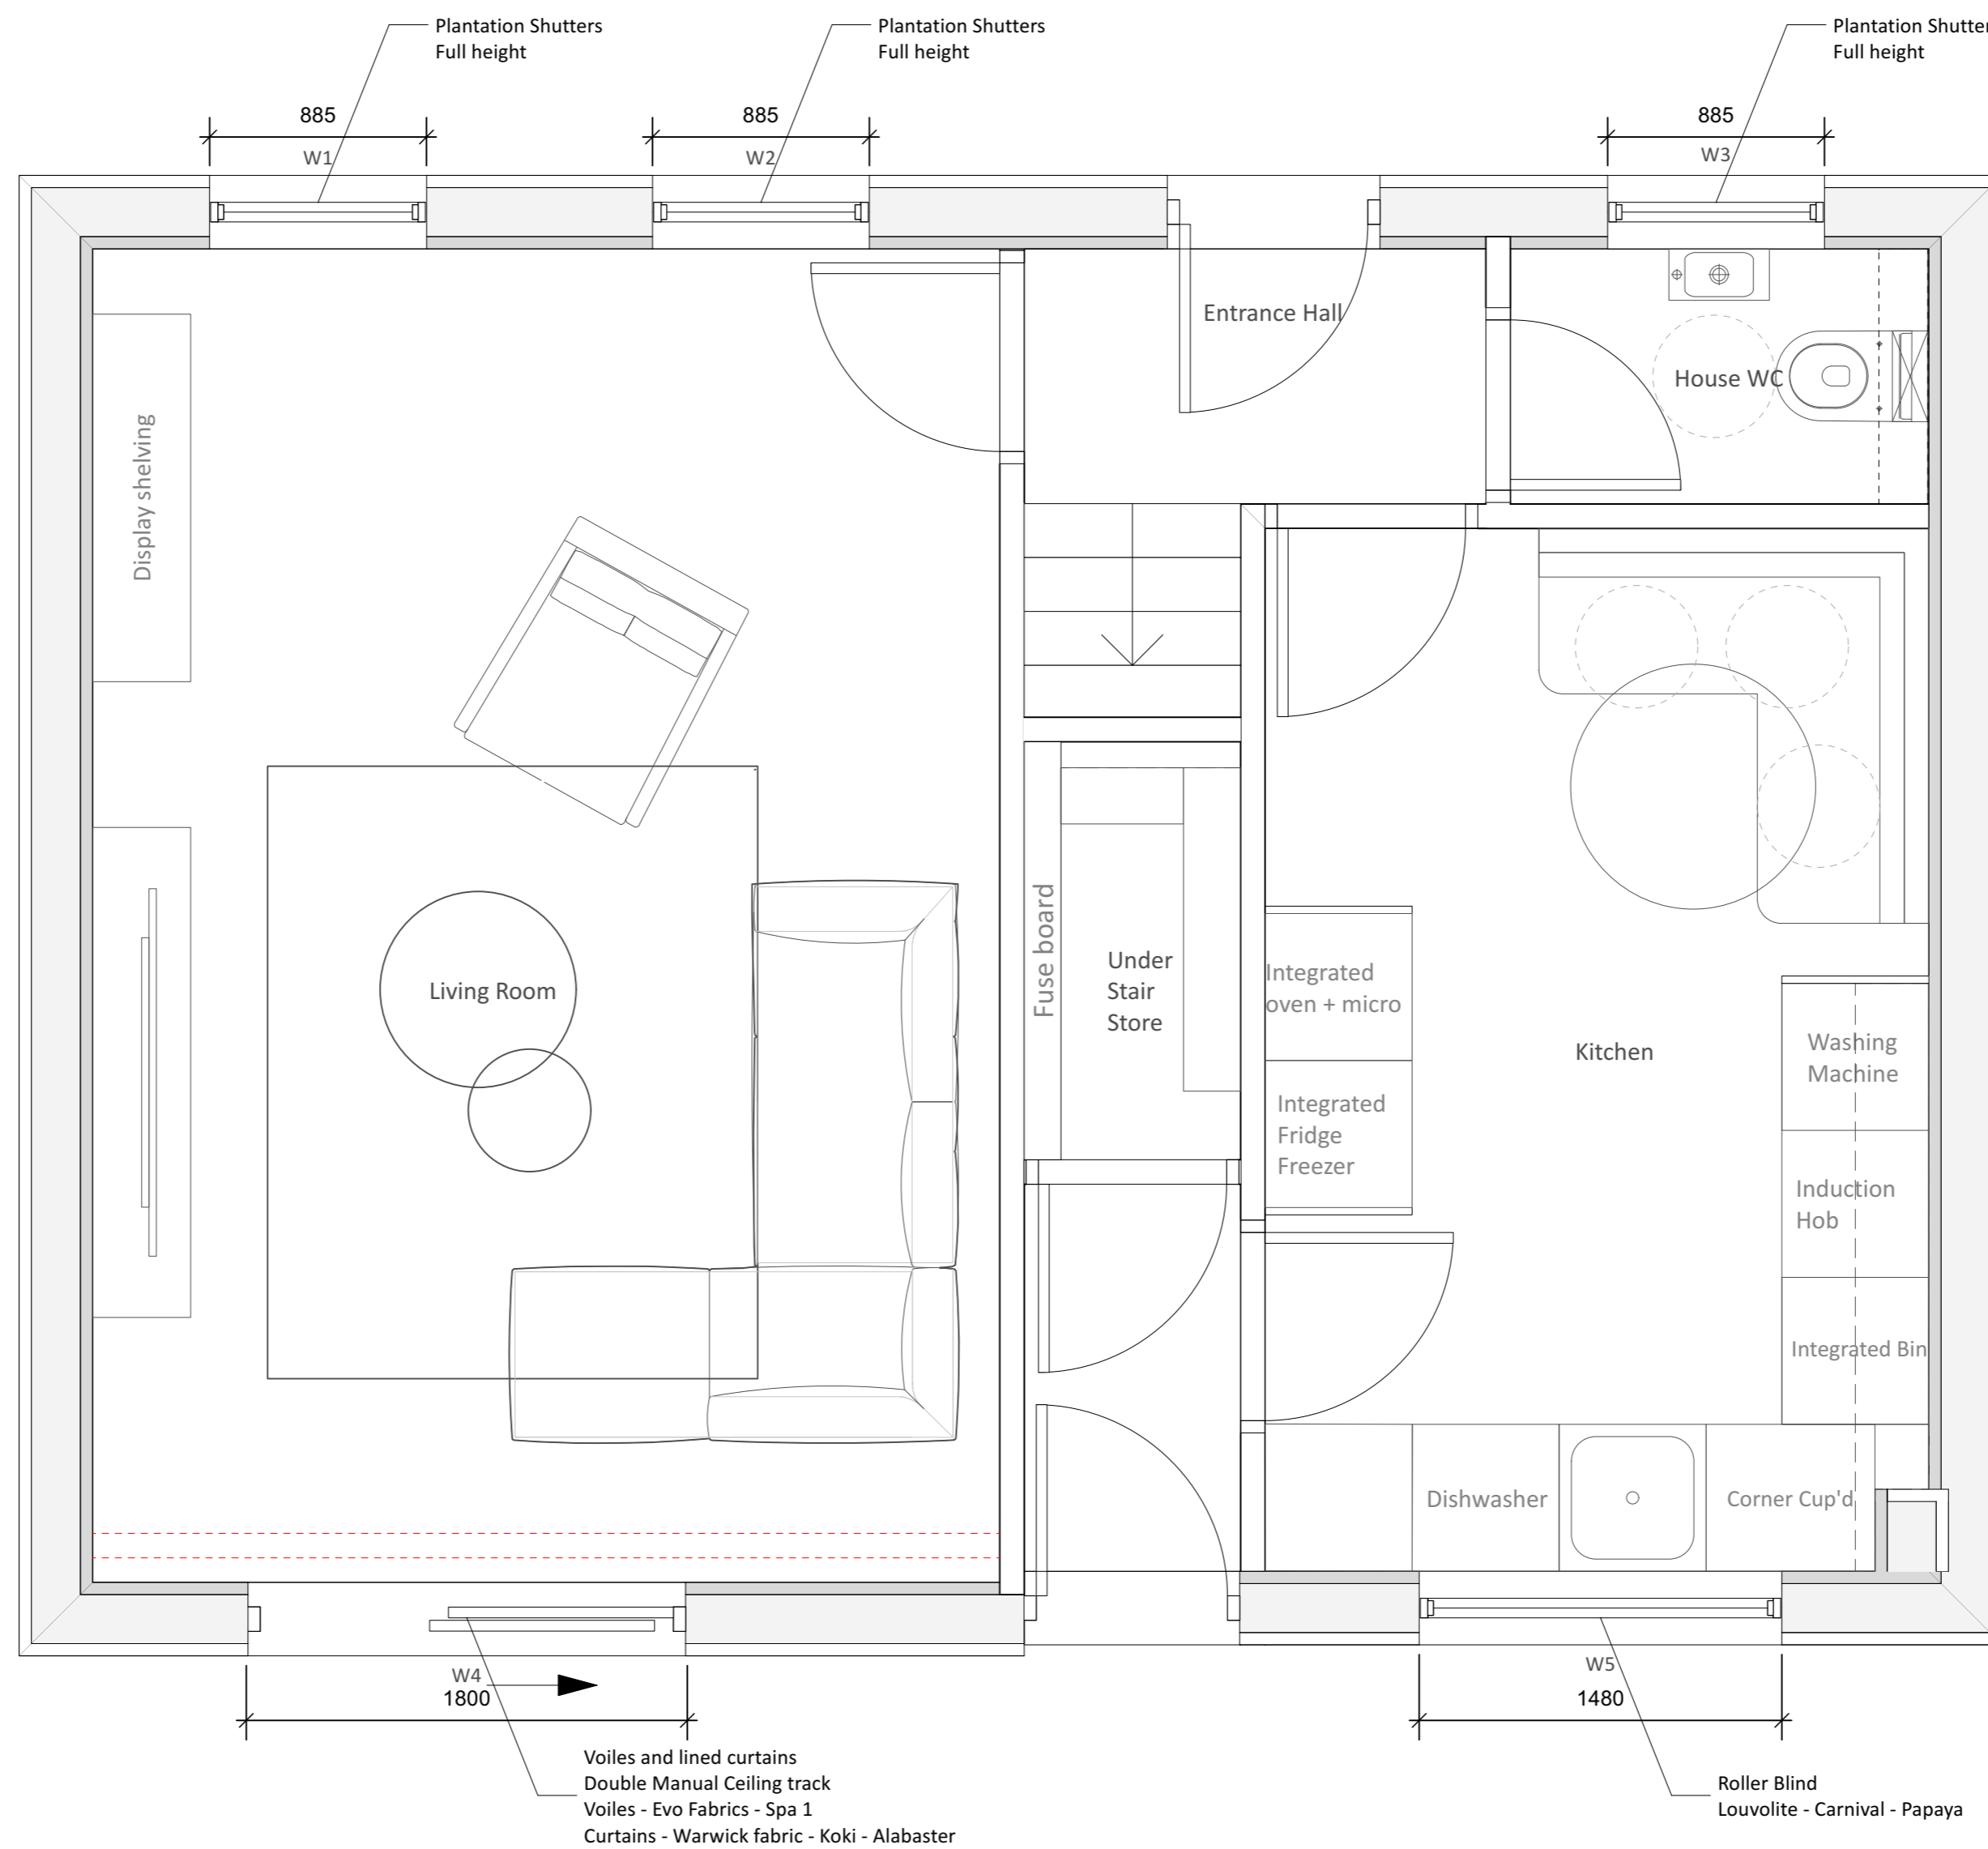 Plantation Shutters
Full height
Plantation Shutters
Full height
Plantation Shutter
Full height
885
885
885
W1
W2
W3
Entrance Hall
House WC
Display shelving
Living Room
Fuse board
Under
Stair
Store
Integrated
oven + micro
Integrated
Fridge
Freezer
Kitchen
Washing
Machine
Induction
Hob
Integrated Bin
Dishwasher
Corner Cup'd
W4
1800
W5
1480
Voiles and lined curtains
Double Manual Ceiling track
Voiles - Evo Fabrics - Spa 1
Curtains - Warwick fabric - Koki - Alabaster
Roller Blind
Louvolite - Carnival - Papaya